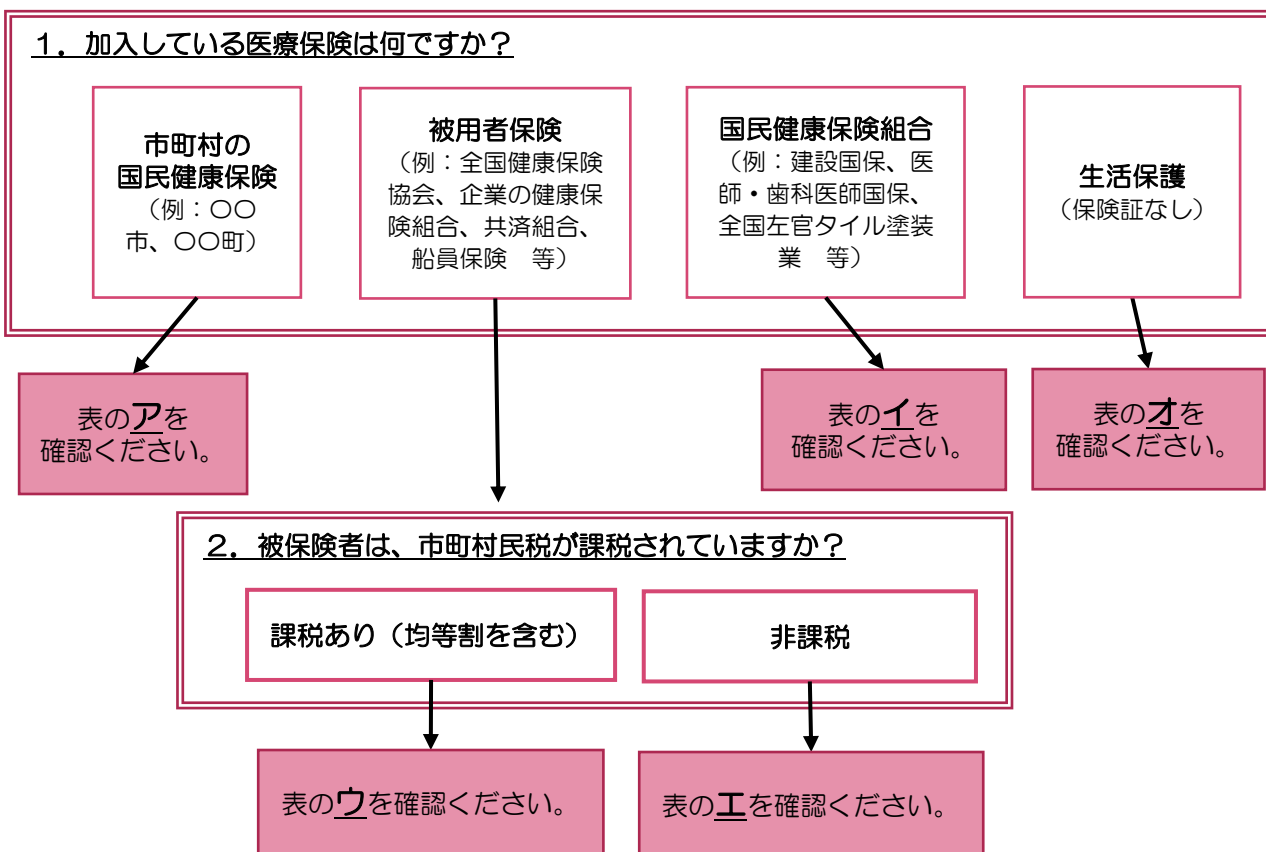 １．加入している医療保険は何ですか？
市町村の
国民健康保険
（例：〇〇
市、〇〇町）
被用者保険
（例：全国健康保険
協会、企業の健康保
険組合、共済組合、
船員保険　等）
国民健康保険組合
（例：建設国保、医
師・歯科医師国保、
全国左官タイル塗装
業　等）
生活保護
（保険証なし）
表のアを
確認ください。
表のイを
確認ください。
表のオを
確認ください。
２．被保険者は、市町村民税が課税されていますか？
課税あり（均等割を含む）
非課税
表のウを確認ください。
表のエを確認ください。